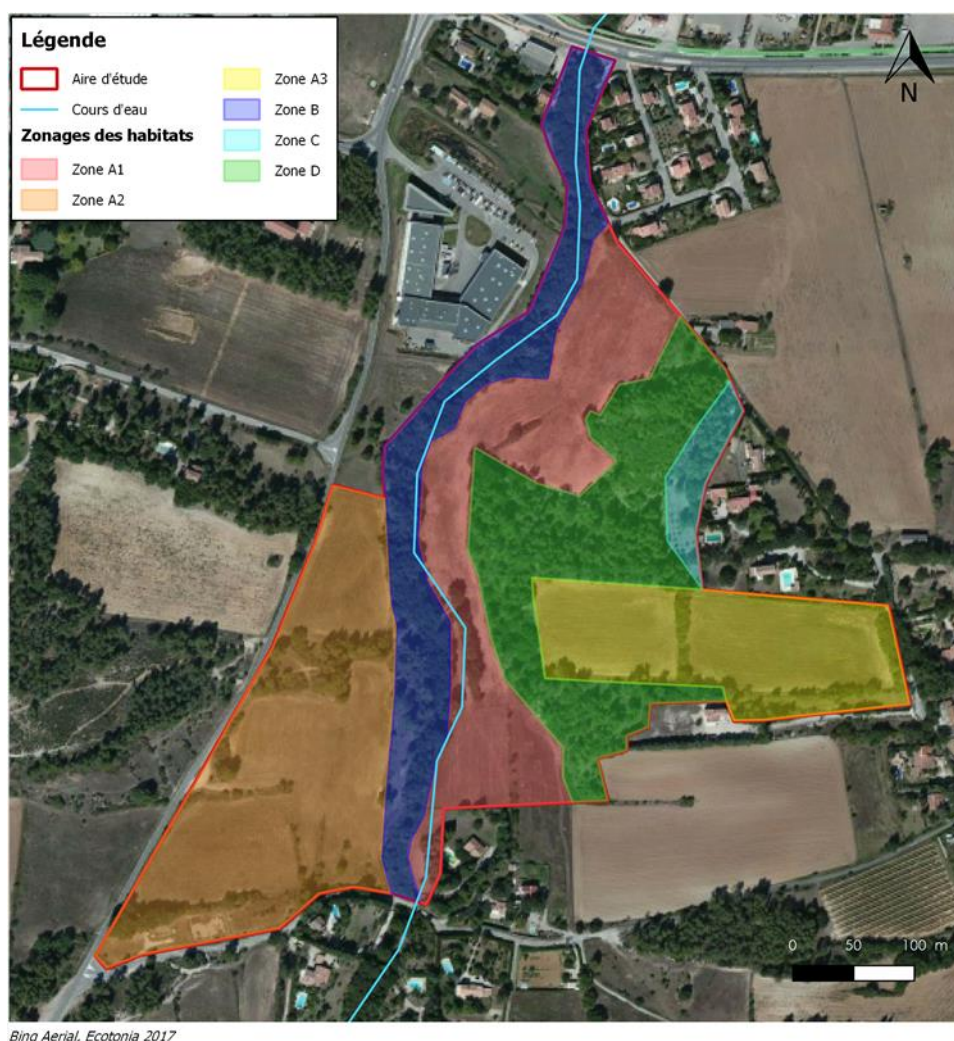 Légende
Aire d'étude
Cours d'eau
Zonages des habitats
Zone A1
Zone A2
Zone A3
Zone B
Zone C
Zone D
N
0 50 100 m
Bing Aerial, Ecotonia 2017